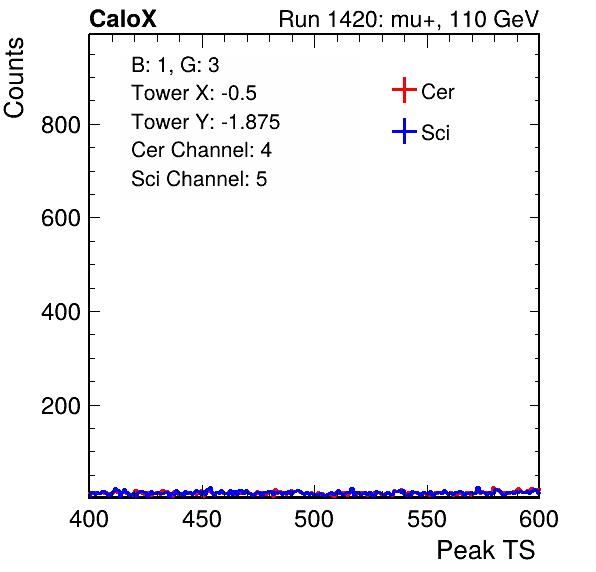 CaloX
Run 1420: mu+, 110 GeV
Counts
B: 1, G: 3
Tower X: -0.5
Tower Y: -1.875
Cer Channel: 4
Sci Channel: 5
Cer
Sci
800
600
400
200
400 450 500 550 600
Peak TS